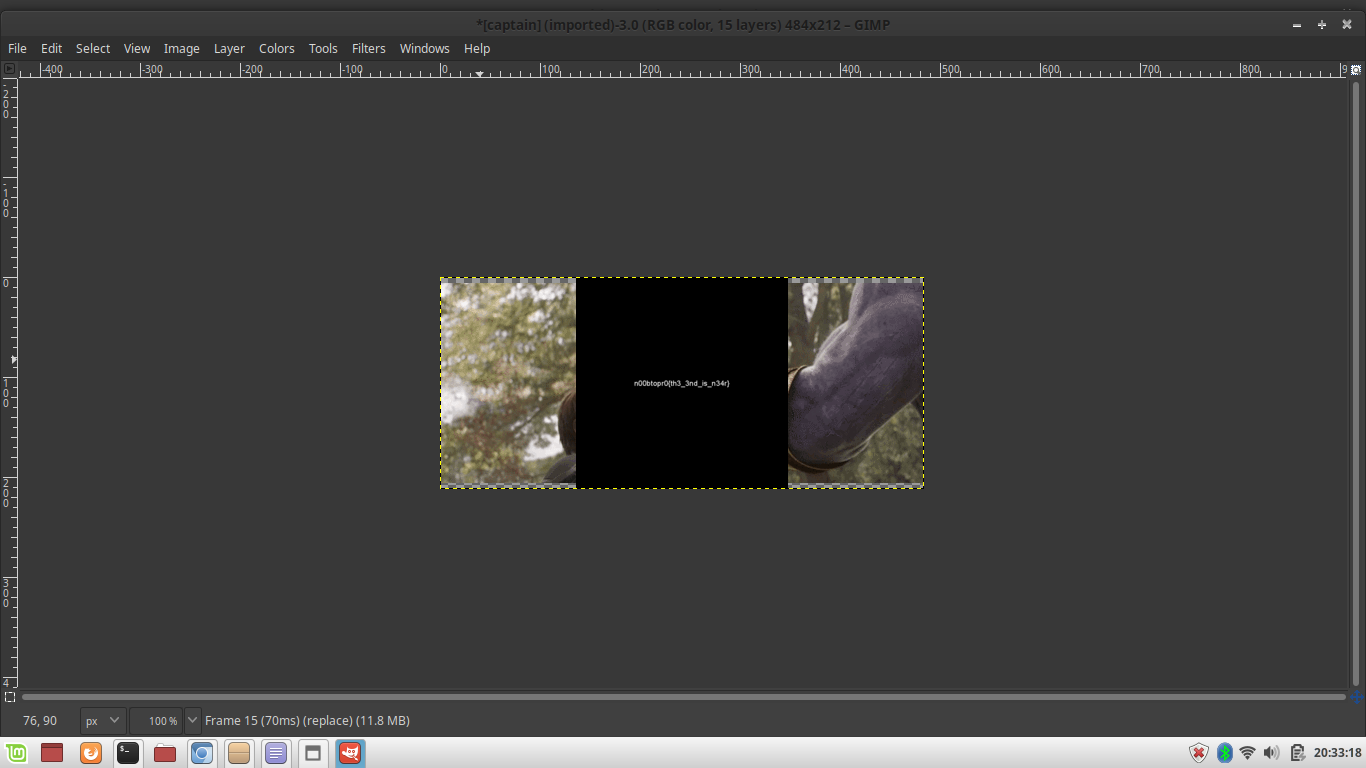 *[captain] (imported)-3.0 (RGB color, 15 layers) 484x212 – GIMP
File Edit Select View Image Layer Colors Tools Filters Windows Help
-400 -300 -200 -100 0 100 200 300 400 500 600 700 800 9
-200
-100
0
100
200
300
4
n00btopr0{th3_3nd_is_n34r}
76, 90 px 100 % Frame 15 (70ms) (replace) (11.8 MB)
20:33:18